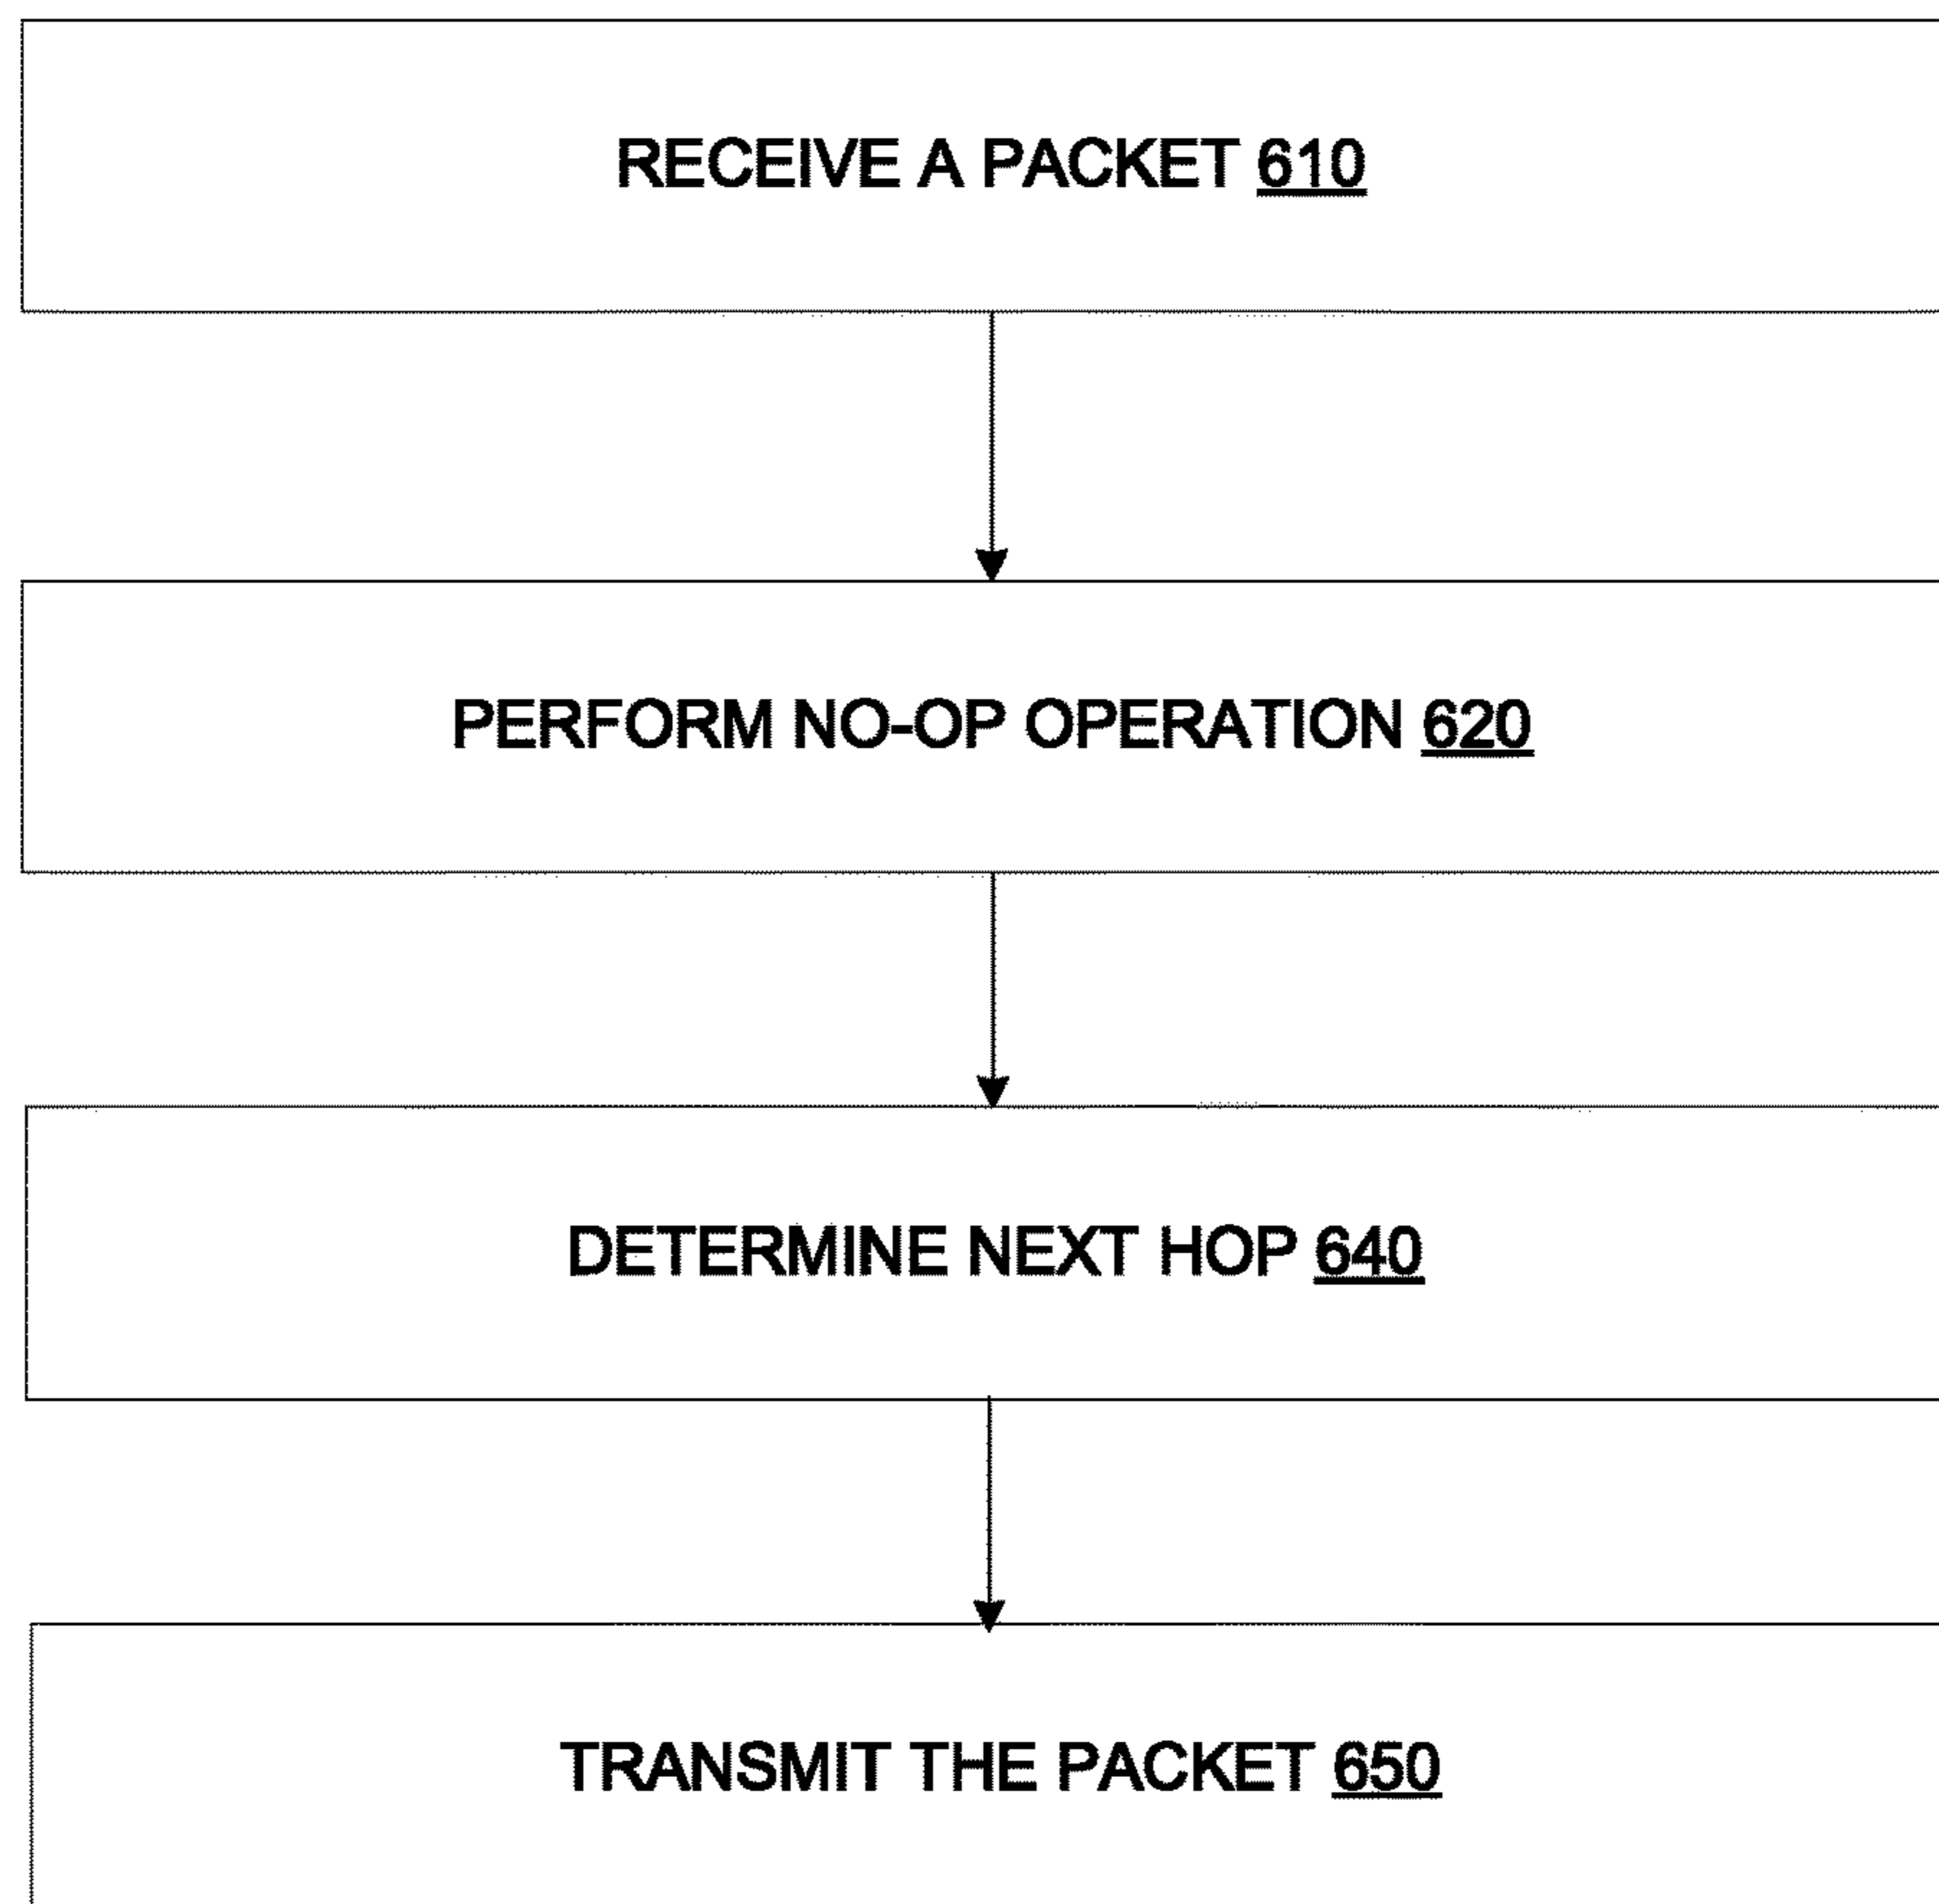 RECEIVE A PACKET 610
PERFORM NO-OP OPERATION 620
DETERMINE NEXT HOP 640
TRANSMIT THE PACKET 650